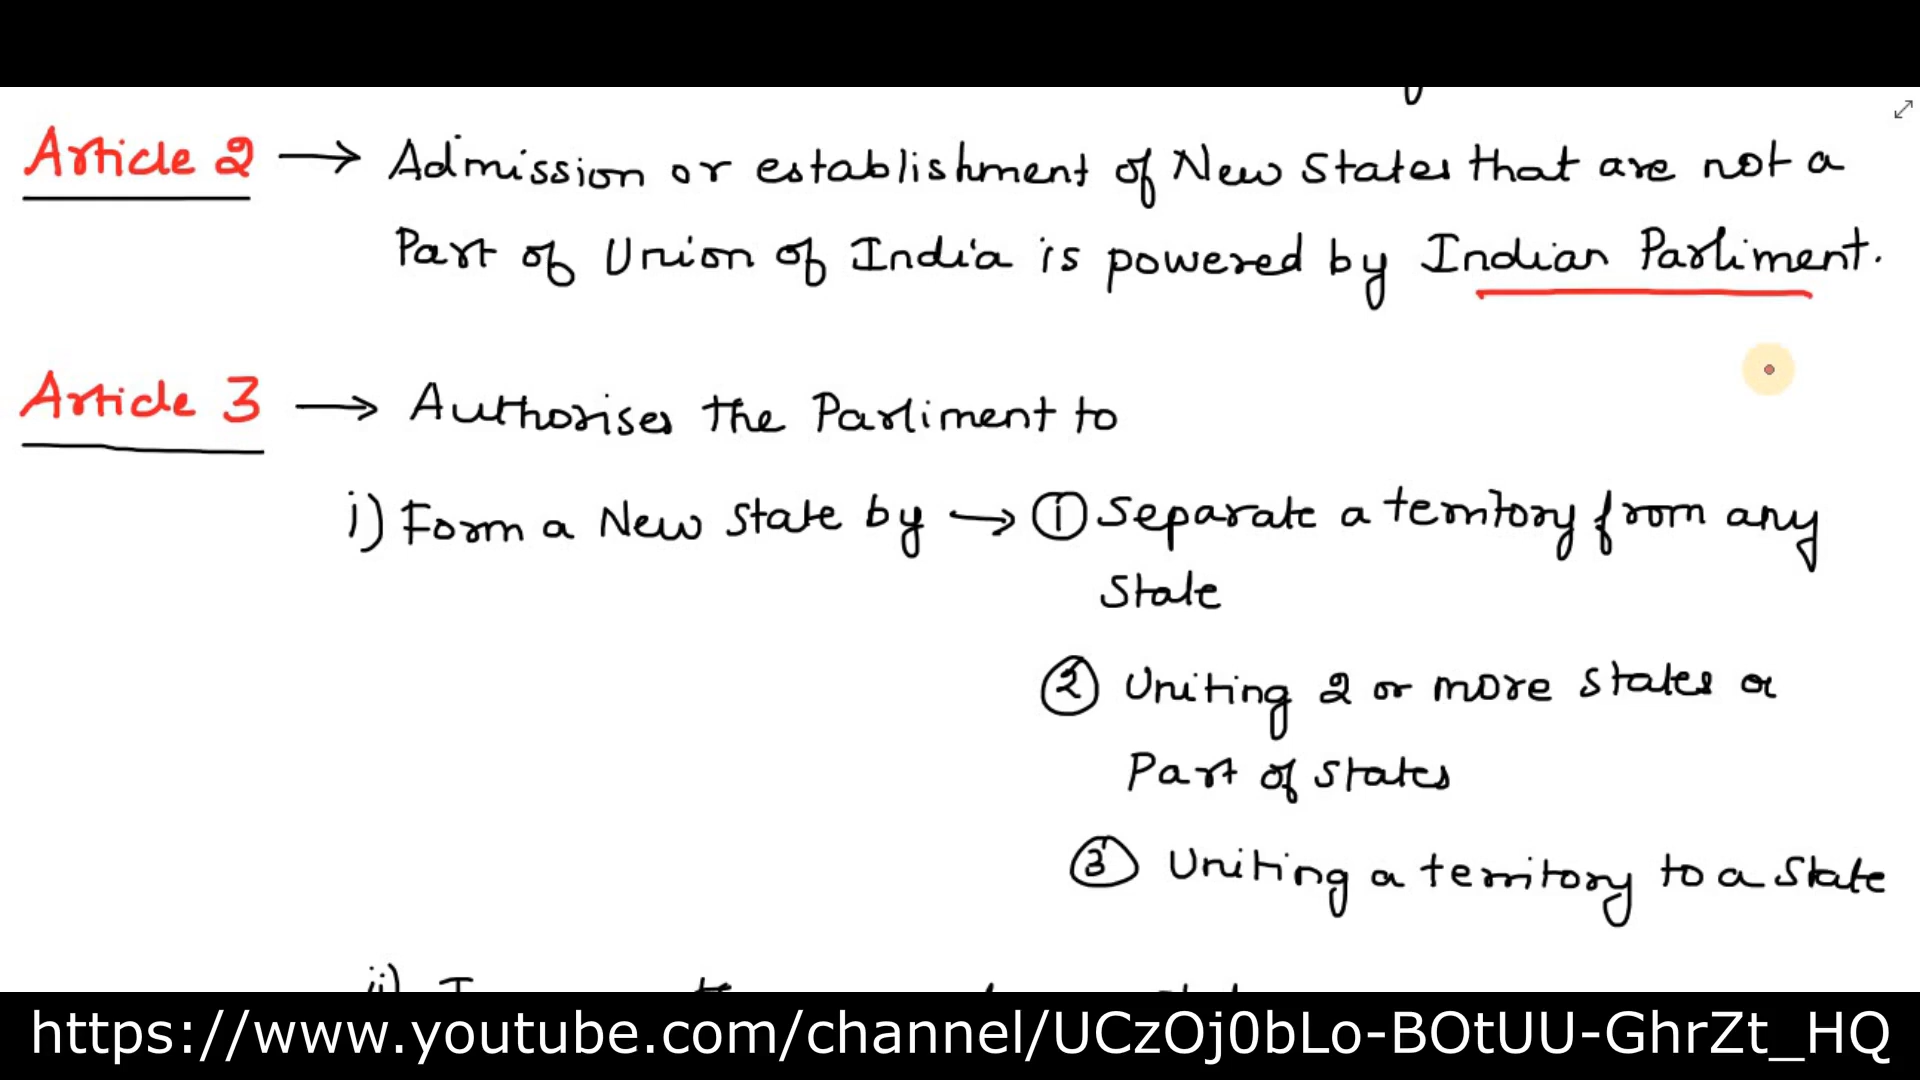 Article 2 → Admission or establishment of New States that are not a
Part of Union of India is powered by Indian Parliment.
Article 3 → Authorises the Parliment to
i) Form a New State by → ① Separate a territory from any
State
② Uniting 2 or more states or
Part of states
③ Uniting a territory to a State
ii)
https://www.youtube.com/channel/UCzOj0bLo-BOtUU-GhrZt_HQ